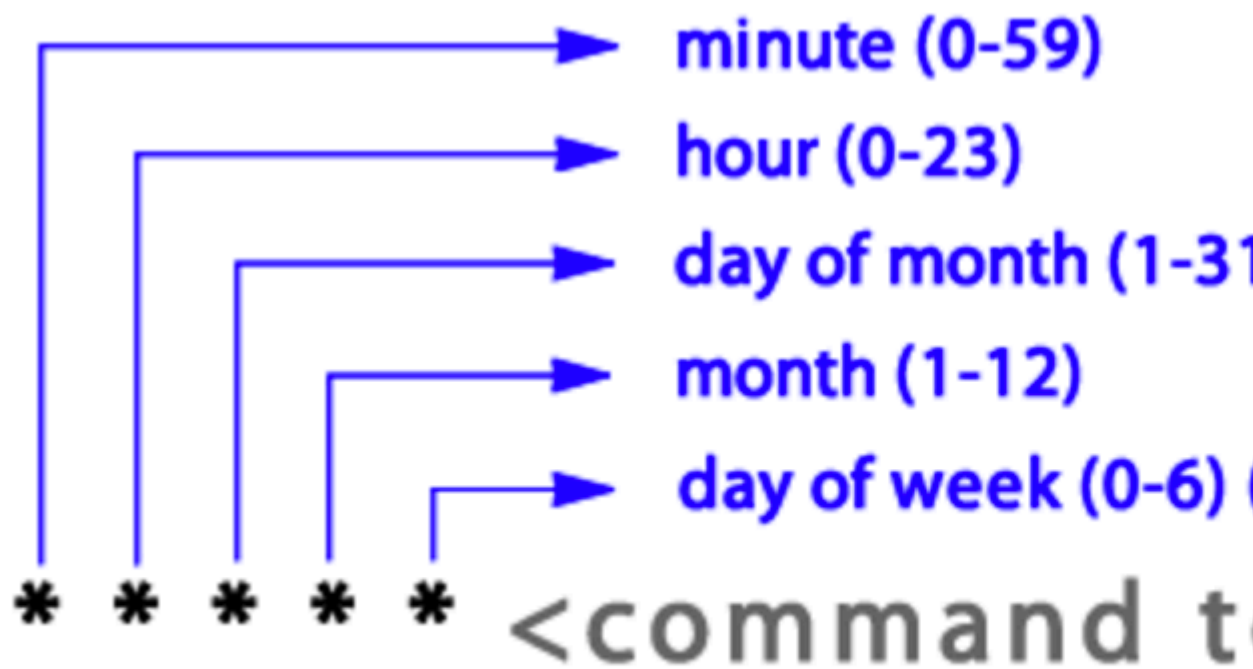 minute (0-59)
hour (0-23)
day of month (1-31
month (1-12)
day of week (0-6) (
* * * * * <command